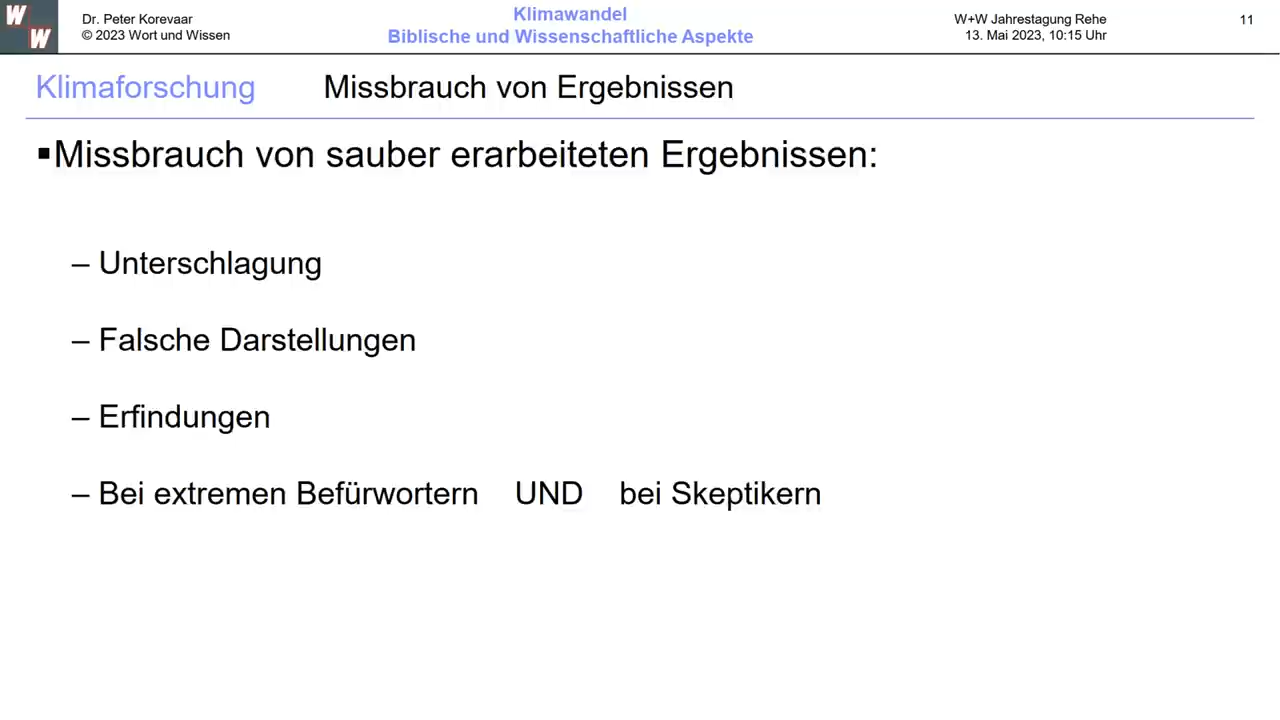 W
W
Dr. Peter Korevaar
© 2023 Wort und Wissen
Klimawandel
Biblische und Wissenschaftliche Aspekte
W+W Jahrestagung Rehe
13. Mai 2023, 10:15 Uhr
11
Klimaforschung Missbrauch von Ergebnissen
▪Missbrauch von sauber erarbeiteten Ergebnissen:
– Unterschlagung
– Falsche Darstellungen
– Erfindungen
– Bei extremen Befürwortern UND bei Skeptikern